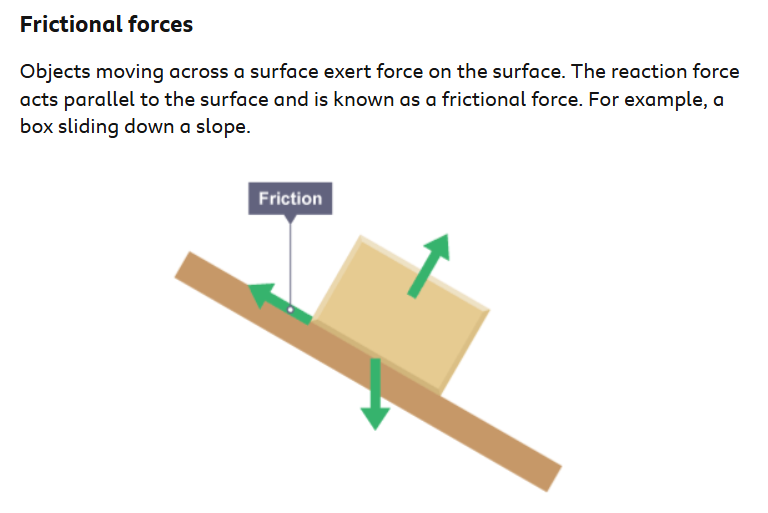 Frictional forces
Objects moving across a surface exert force on the surface. The reaction force
acts parallel to the surface and is known as a frictional force. For example, a
box sliding down a slope.
Friction